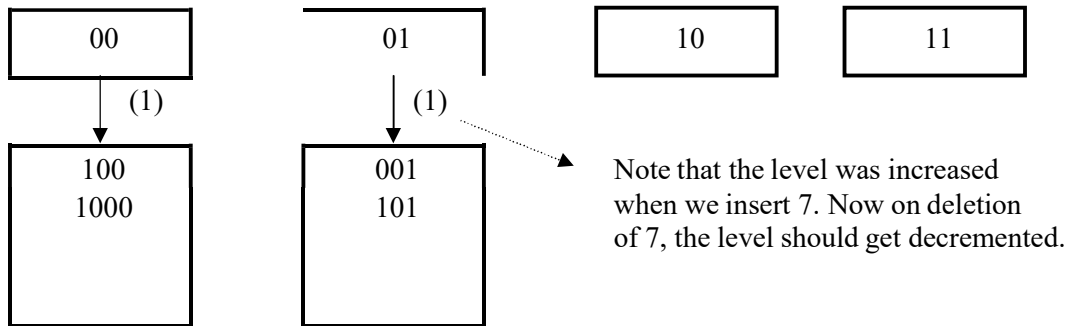 00 01 10 11
(1) (1)
100 001
1000 101
Note that the level was increased
when we insert 7. Now on deletion
of 7, the level should get decremented.